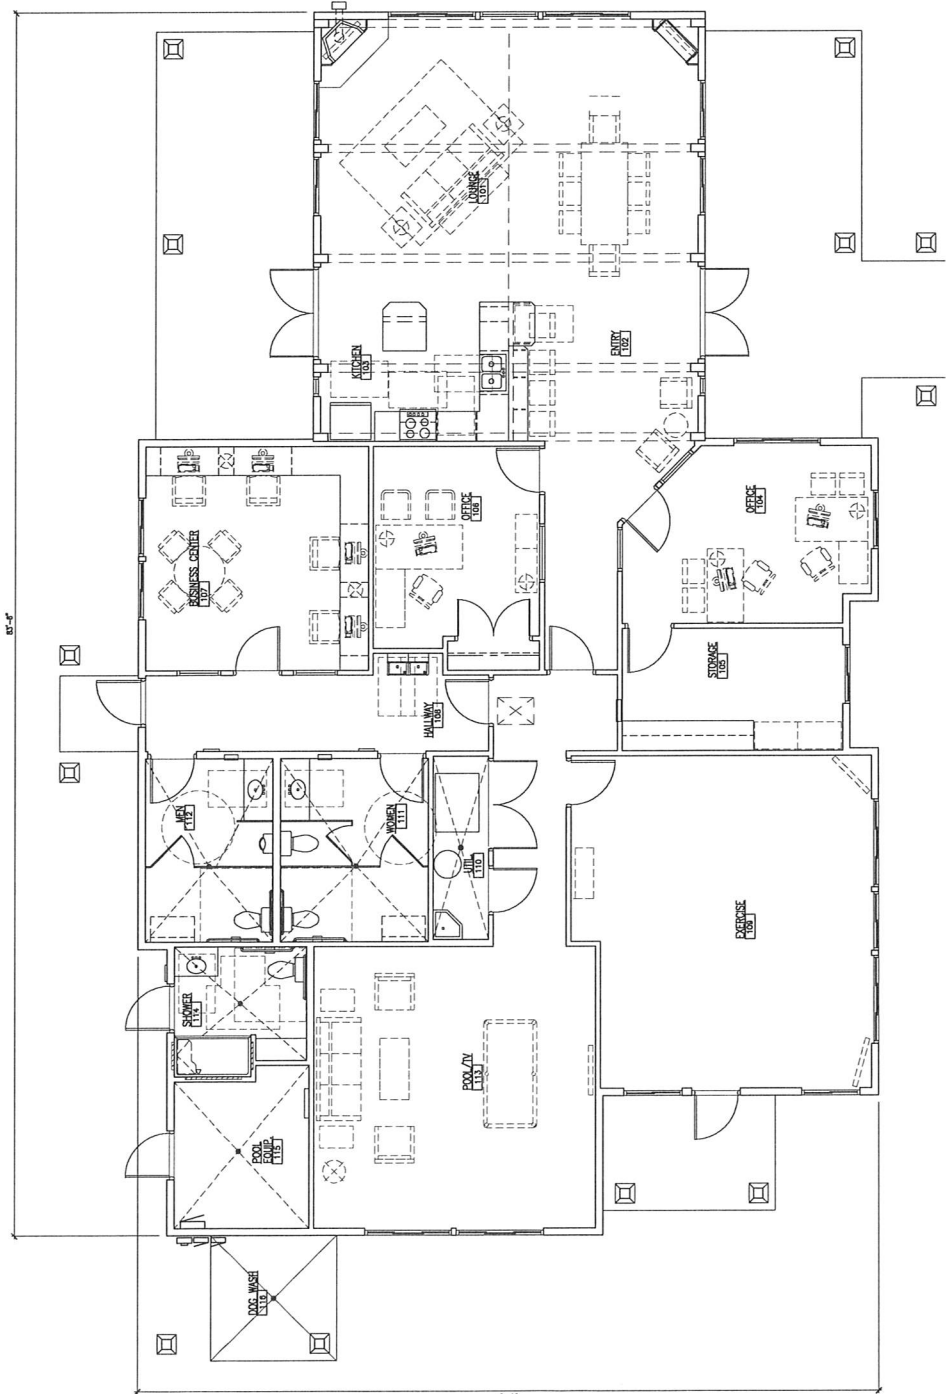 83'-6"
LOUNGE
101
ENTRY
102
KITCHEN
103
OFFICE
104
STORAGE
105
OFFICE
106
BUSINESS CENTER
107
HALLWAY
108
EXERCISE
109
UTIL
110
WOMEN
111
MEN
112
POOL/TV
113
SHOWER
114
POOL
EQUIP.
115
DOG WASH
116